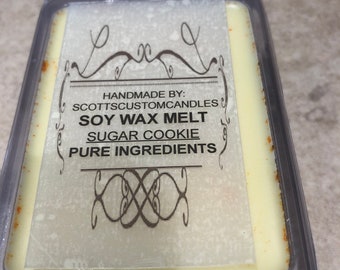 HANDMADE BY:
SCOTTSCUSTOMCANDLES
SOY WAX MELT
SUGAR COOKIE
PURE INGREDIENTS